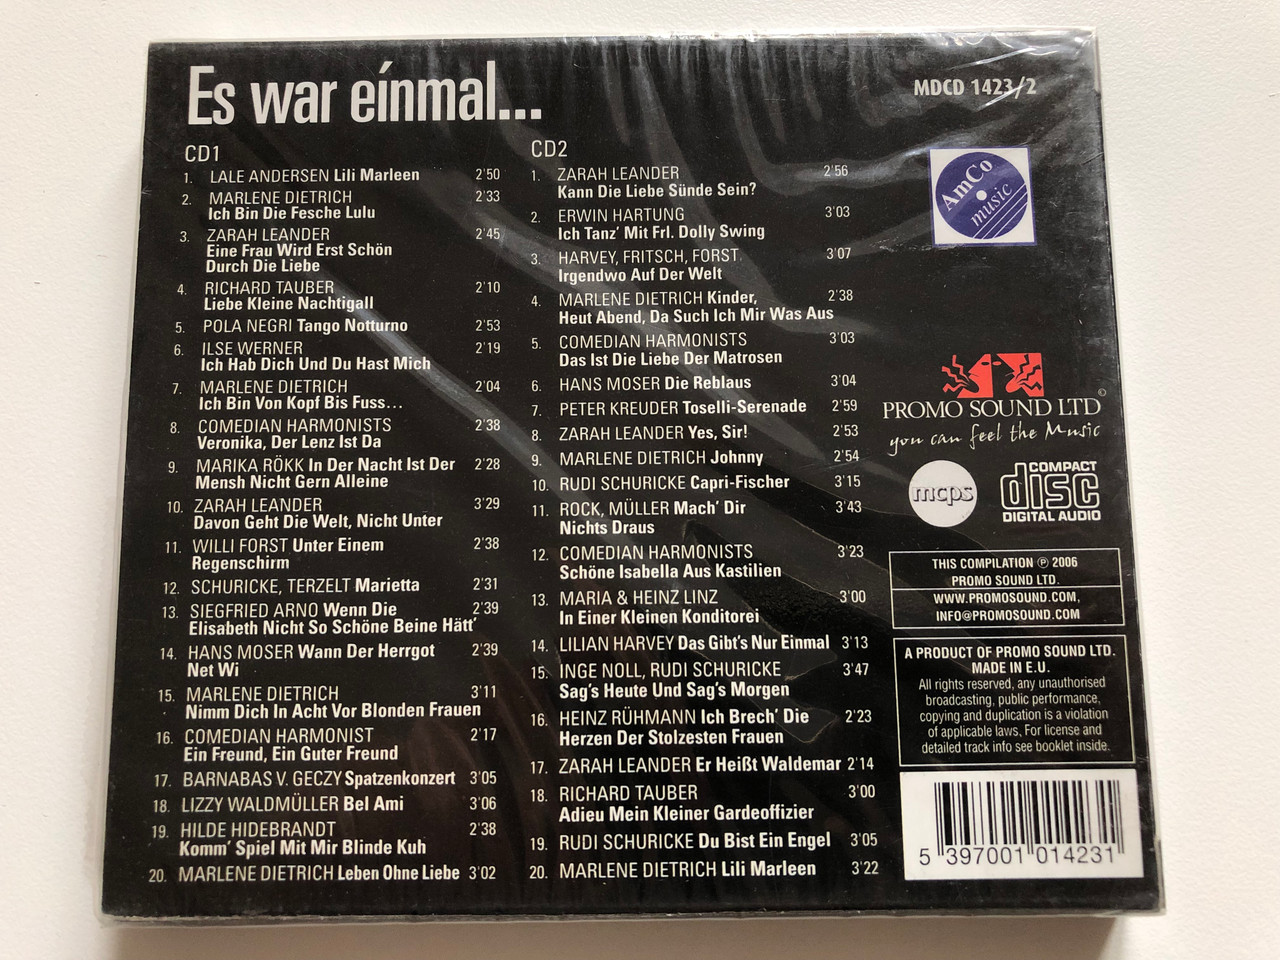 Es war eínmal...
MDCD 1423/2
CD1
1. LALE ANDERSEN Lili Marleen 2'50
2. MARLENE DIETRICH 2'33
Ich Bin Die Fesche Lulu
3. ZARAH LEANDER 2'45
Eine Frau Wird Erst Schön
Durch Die Liebe
4. RICHARD TAUBER 2'10
Liebe Kleine Nachtigall
5. POLA NEGRI Tango Notturno 2'53
6. ILSE WERNER 2'19
Ich Hab Dich Und Du Hast Mich
7. MARLENE DIETRICH 2'04
Ich Bin Von Kopf Bis Fuss...
8. COMEDIAN HARMONISTS 2'38
Veronika, Der Lenz Ist Da
9. MARIKA RÖKK In Der Nacht Ist Der 2'28
Mensh Nicht Gern Alleine
10. ZARAH LEANDER 3'29
Davon Geht Die Welt, Nicht Unter
11. WILLI FORST Unter Einem 2'38
Regenschirm
12. SCHURICKE, TERZELT Marietta 2'31
13. SIEGFRIED ARNO Wenn Die 2'39
Elisabeth Nicht So Schöne Beine Hätt'
14. HANS MOSER Wann Der Herrgot 2'39
Net Wi
15. MARLENE DIETRICH 3'11
Nimm Dich In Acht Vor Blonden Frauen
16. COMEDIAN HARMONIST 2'17
Ein Freund, Ein Guter Freund
17. BARNABAS V. GECZY Spatzenkonzert 3'05
18. LIZZY WALDMÜLLER Bel Ami 3'06
19. HILDE HIDEBRANDT 2'38
Komm' Spiel Mit Mir Blinde Kuh
20. MARLENE DIETRICH Leben Ohne Liebe 3'02
CD2
1. ZARAH LEANDER 2'56
Kann Die Liebe Sünde Sein?
2. ERWIN HARTUNG 3'03
Ich Tanz' Mit Frl. Dolly Swing
3. HARVEY, FRITSCH, FORST 3'07
Irgendwo Auf Der Welt
4. MARLENE DIETRICH Kinder, 2'38
Heut Abend, Da Such Ich Mir Was Aus
5. COMEDIAN HARMONISTS 3'03
Das Ist Die Liebe Der Matrosen
6. HANS MOSER Die Reblaus 3'04
7. PETER KREUDER Toselli-Serenade 2'59
8. ZARAH LEANDER Yes, Sir! 2'53
9. MARLENE DIETRICH Johnny 2'54
10. RUDI SCHURICKE Capri-Fischer 3'15
11. ROCK, MÜLLER Mach' Dir 3'43
Nichts Draus
12. COMEDIAN HARMONISTS 3'23
Schöne Isabella Aus Kastilien
13. MARIA & HEINZ LINZ 3'00
In Einer Kleinen Konditorei
14. LILIAN HARVEY Das Gibt's Nur Einmal 3'13
15. INGE NOLL, RUDI SCHURICKE 3'47
Sag's Heute Und Sag's Morgen
16. HEINZ RÜHMANN Ich Brech' Die 2'23
Herzen Der Stolzesten Frauen
17. ZARAH LEANDER Er Heißt Waldemar 2'14
18. RICHARD TAUBER 3'00
Adieu Mein Kleiner Gardeoffizier
19. RUDI SCHURICKE Du Bist Ein Engel 3'05
20. MARLENE DIETRICH Lili Marleen 3'22
AmCo
music
PROMO SOUND LTD ©
you can feel the Music
mcps
COMPACT
disc
DIGITAL AUDIO
THIS COMPILATION ℗ 2006
PROMO SOUND LTD.
WWW.PROMOSOUND.COM,
INFO@PROMOSOUND.COM
A PRODUCT OF PROMO SOUND LTD.
MADE IN E.U.
All rights reserved, any unauthorised
broadcasting, public performance,
copying and duplication is a violation
of applicable laws. For license and
detailed track info see booklet inside.
5 397001 014231